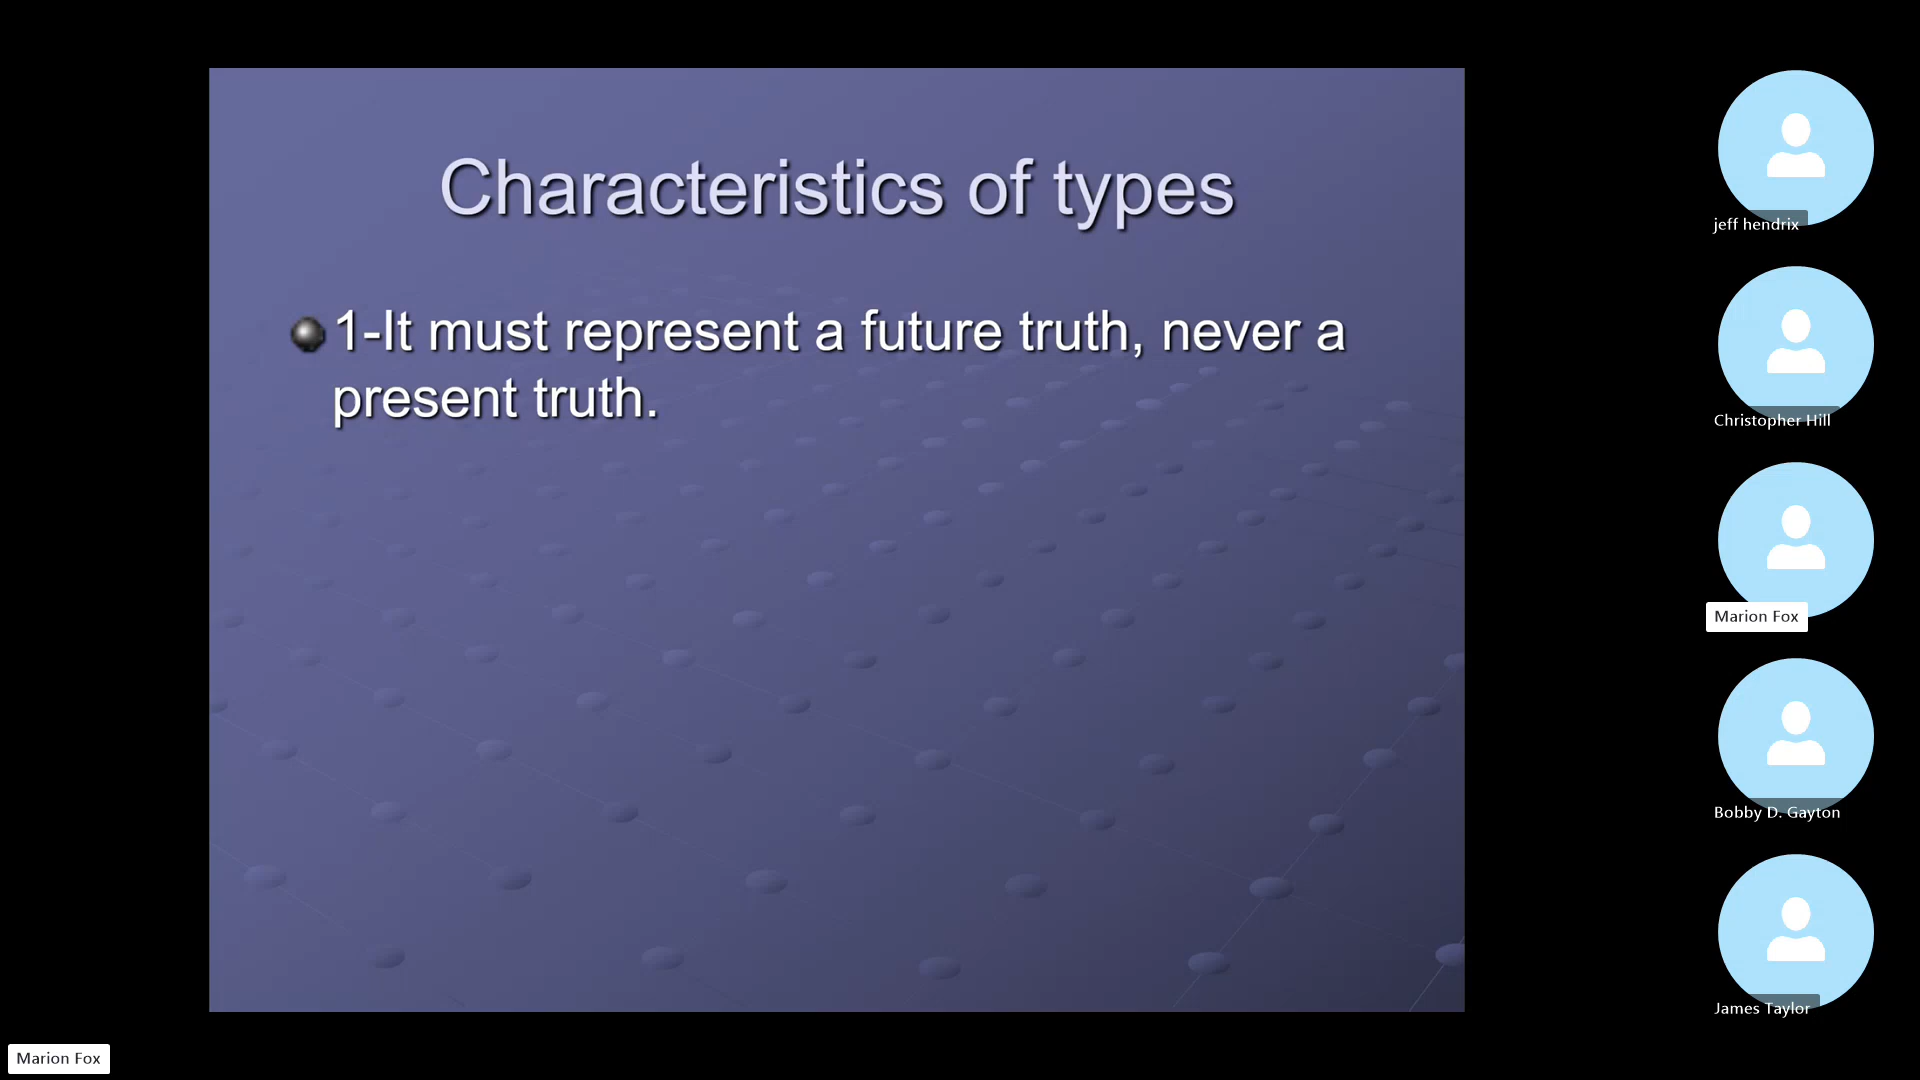 Characteristics of types
1-It must represent a future truth, never a
present truth.
jeff hendrix
Christopher Hill
Marion Fox
Bobby D. Gayton
James Taylor
Marion Fox